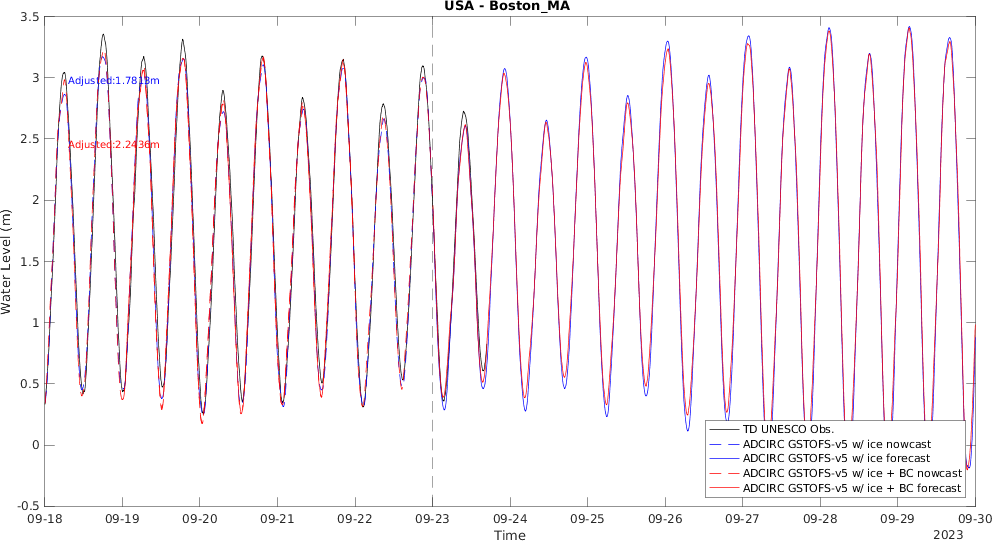 USA - Boston_MA
3.5
3
2.5
2
1.5
1
0.5
0
-0.5
Water Level (m)
Adjusted:1.7813m
Adjusted:2.2436m
TD UNESCO Obs.
ADCIRC GSTOFS-v5 w/ ice nowcast
ADCIRC GSTOFS-v5 w/ ice forecast
ADCIRC GSTOFS-v5 w/ ice + BC nowcast
ADCIRC GSTOFS-v5 w/ ice + BC forecast
09-18 09-19 09-20 09-21 09-22 09-23 09-24 09-25 09-26 09-27 09-28 09-29 09-30
Time
2023